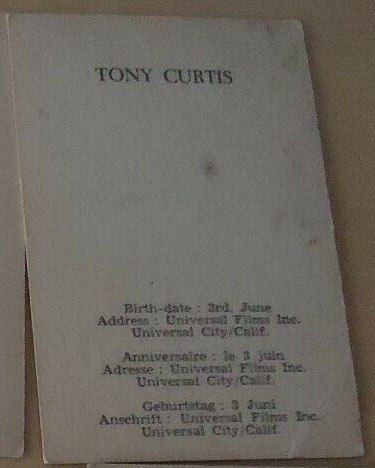 TONY CURTIS
Birth-date : 3rd. June
Address : Universal Films Inc.
Universal City/Calif.
Anniversaire : le 3 juin
Adresse : Universal Films Inc.
Universal City/Calif.
Geburtstag : 3 Juni
Anschrift : Universal Films Inc.
Universal City/Calif.